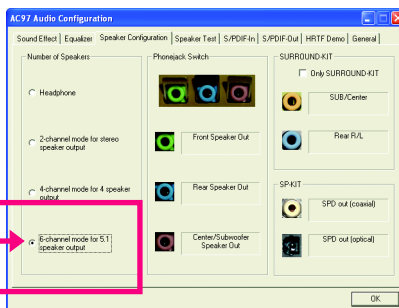 AC97 Audio Configuration
Sound Effect
Equalizer
Speaker Configuration
Speaker Test
S/PDIF-In
S/PDIF-Out
HRTF Demo
General
Number of Speakers
Headphone
2-channel mode for stereo
speaker output
4-channel mode for 4 speaker
output
6-channel mode for 5.1
speaker output
Phonejack Switch
Front Speaker Out
Rear Speaker Out
Center/Subwoofer
Speaker Out
SURROUND-KIT
Only SURROUND-KIT
SUB/Center
Rear R/L
SP-KIT
SPD out (coaxial)
SPD out (optical)
OK